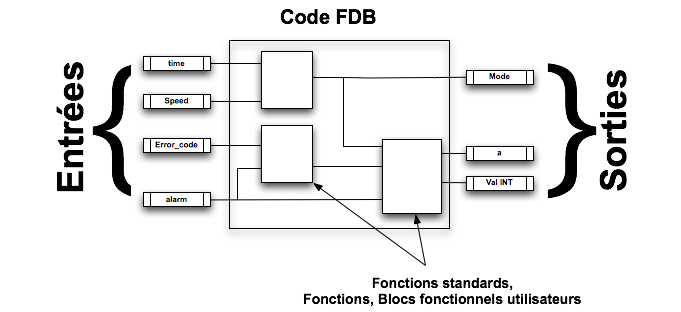 Code FDB
Entrées
time
Speed
Error_code
alarm
Mode
a
Val INT
Sorties
Fonctions standards,
Fonctions, Blocs fonctionnels utilisateurs